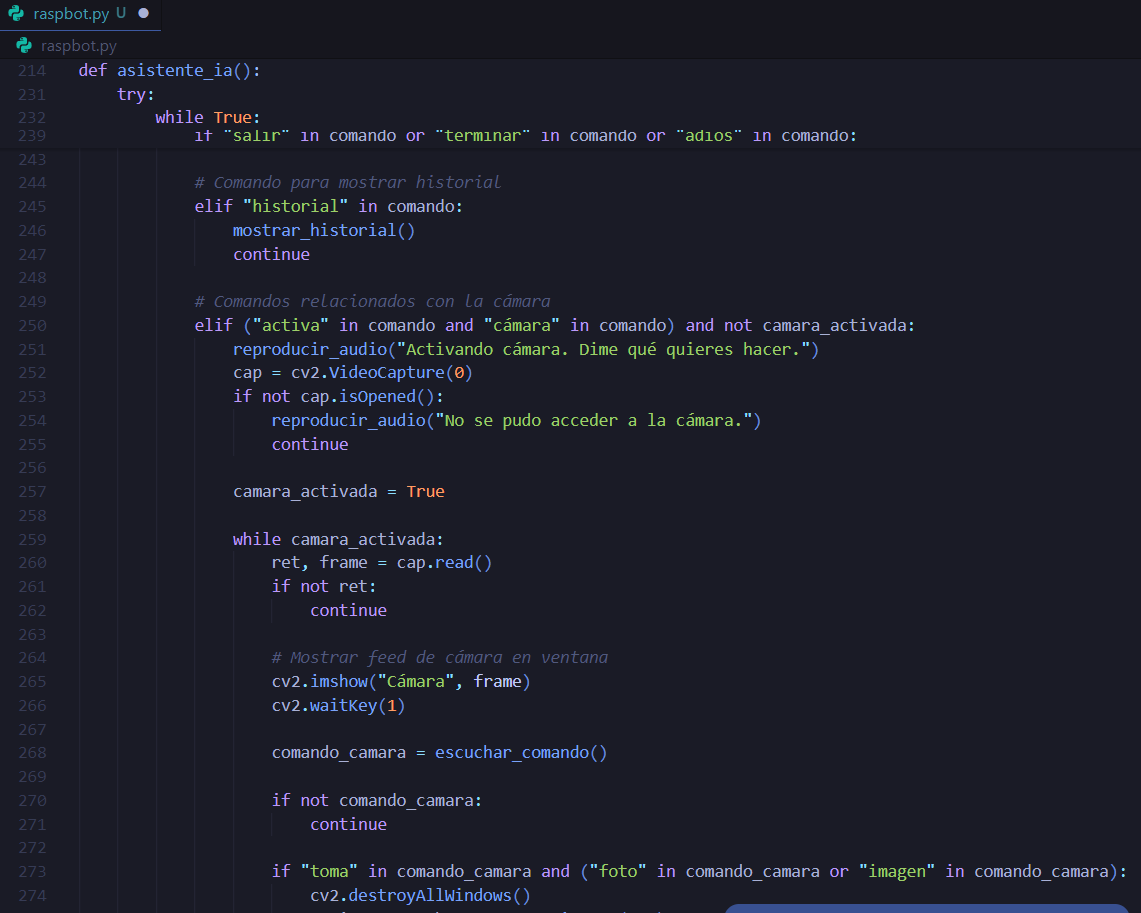 raspbot.py U
raspbot.py
214 def asistente_ia():
231 try:
232 while True:
239 if "salir" in comando or "terminar" in comando or "adios" in comando:
243
244 # Comando para mostrar historial
245 elif "historial" in comando:
246 mostrar_historial()
247 continue
248
249 # Comandos relacionados con la cámara
250 elif ("activa" in comando and "cámara" in comando) and not camara_activada:
251 reproducir_audio("Activando cámara. Dime qué quieres hacer.")
252 cap = cv2.VideoCapture(0)
253 if not cap.isOpened():
254 reproducir_audio("No se pudo acceder a la cámara.")
255 continue
256
257 camara_activada = True
258
259 while camara_activada:
260 ret, frame = cap.read()
261 if not ret:
262 continue
263
264 # Mostrar feed de cámara en ventana
265 cv2.imshow("Cámara", frame)
266 cv2.waitKey(1)
267
268 comando_camara = escuchar_comando()
269
270 if not comando_camara:
271 continue
272
273 if "toma" in comando_camara and ("foto" in comando_camara or "imagen" in comando_camara):
274 cv2.destroyAllWindows()